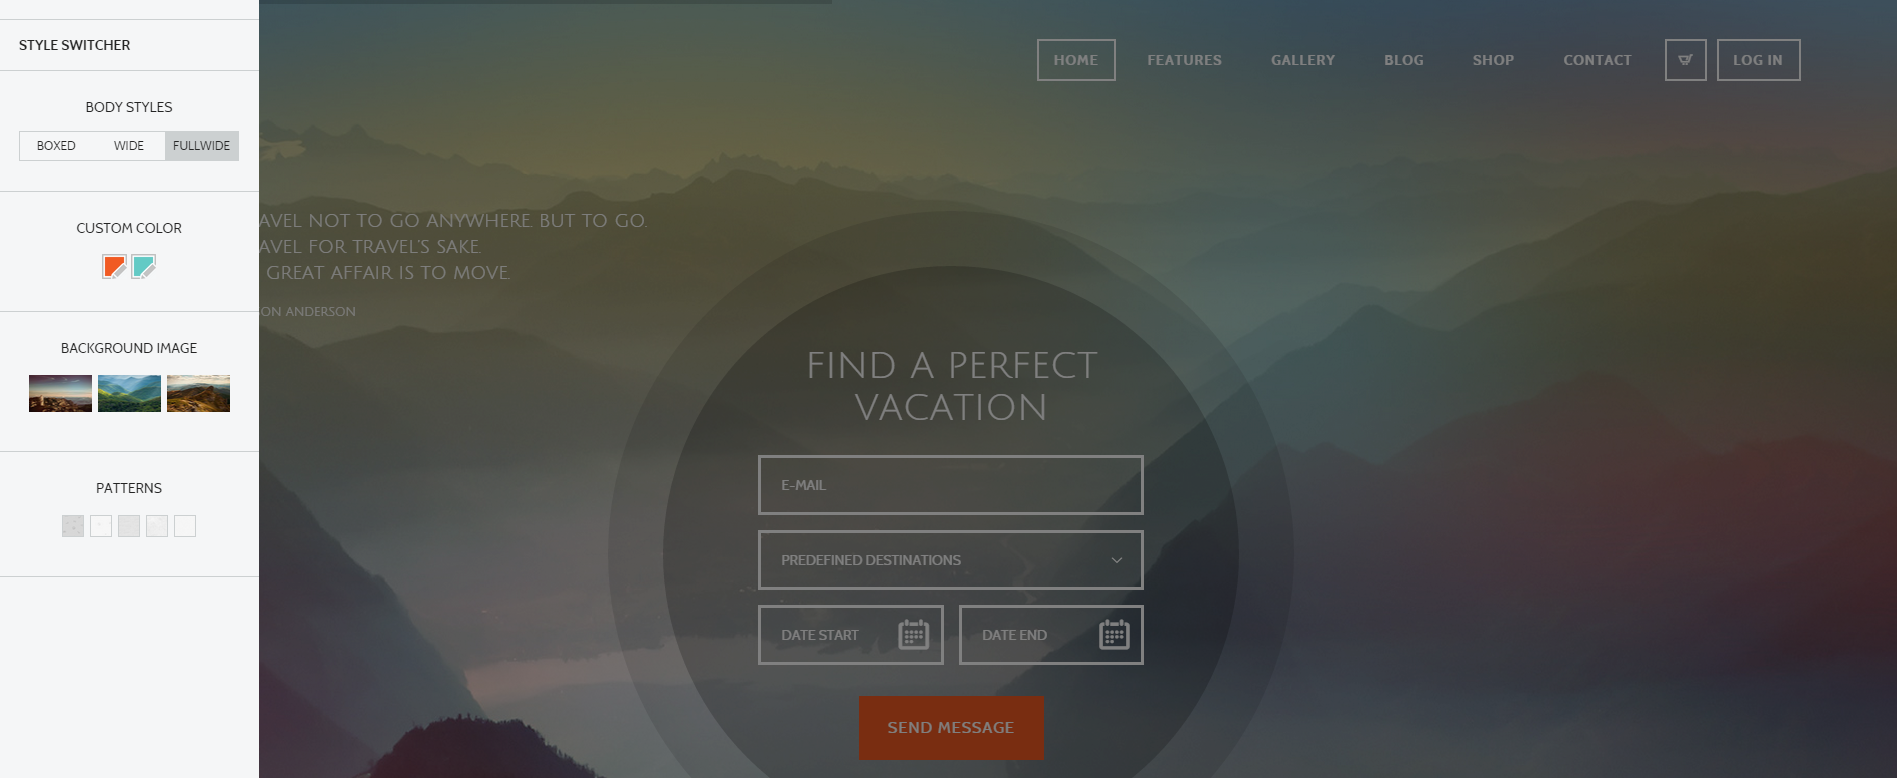 STYLE SWITCHER
BODY STYLES
BOXED WIDE FULLWIDE
CUSTOM COLOR
BACKGROUND IMAGE
PATTERNS
HOME FEATURES GALLERY BLOG SHOP CONTACT LOG IN
AVEL NOT TO GO ANYWHERE. BUT TO GO.
AVEL FOR TRAVEL'S SAKE.
GREAT AFFAIR IS TO MOVE.
ON ANDERSON
FIND A PERFECT
VACATION
E-MAIL
PREDEFINED DESTINATIONS
DATE START DATE END
SEND MESSAGE